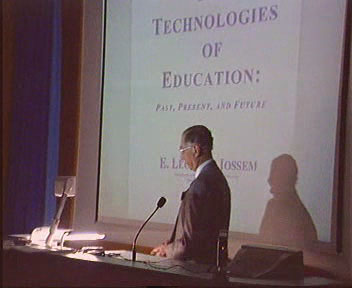 TECHNOLOGIES
OF
EDUCATION:
PAST, PRESENT, AND FUTURE
E. JOSSEM